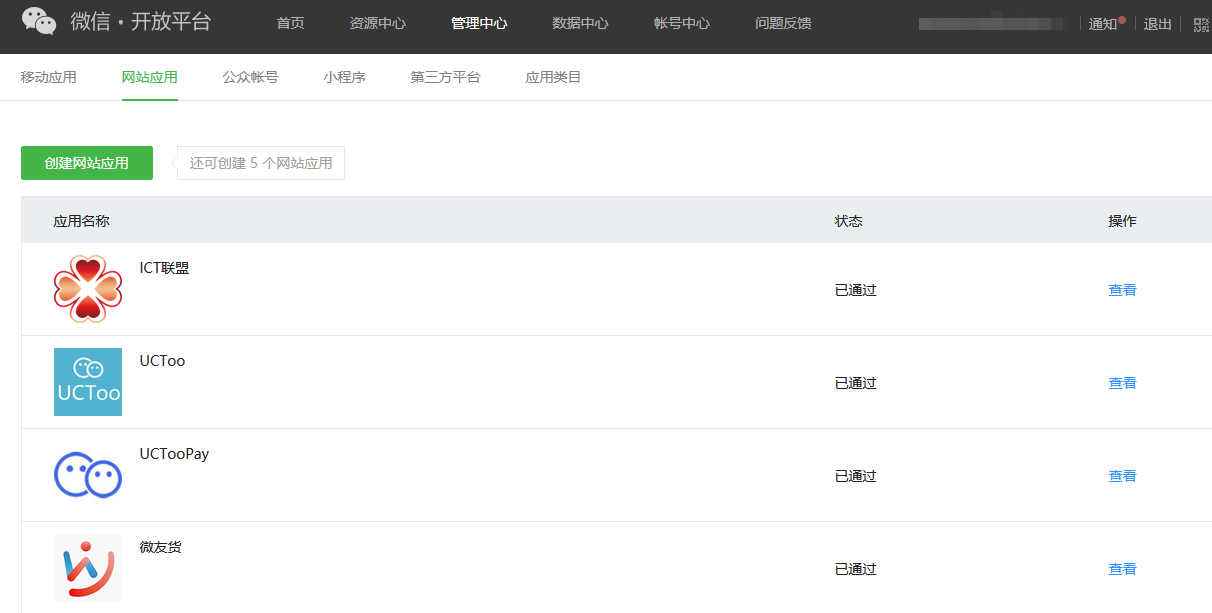 微信·开放平台 首页 资源中心 管理中心 数据中心 帐号中心 问题反馈 通知 退出
移动应用 网站应用 公众帐号 小程序 第三方平台 应用类目
创建网站应用 还可创建 5 个网站应用
应用名称 状态 操作
ICT联盟
已通过 查看
UCToo
UCToo
已通过 查看
UCTooPay
已通过 查看
微友货
已通过 查看